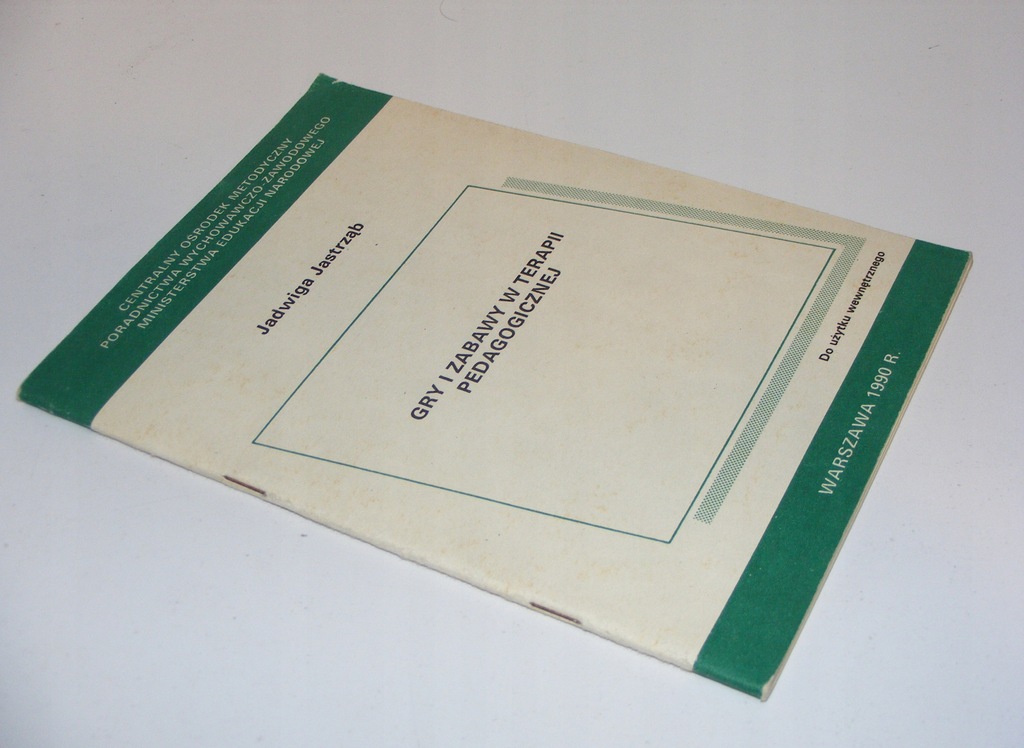 CENTRALNY OŚRODEK METODYCZNY
PORADNICTWA WYCHOWAWCZO-ZAWODOWEGO
MINISTERSTWA EDUKACJI NARODOWEJ
Jadwiga Jastrząb
GRY I ZABAWY W TERAPII
PEDAGOGICZNEJ
Do użytku wewnętrznego
WARSZAWA 1990 R.